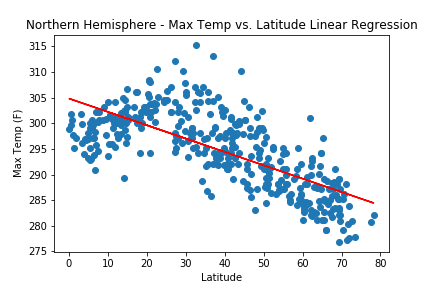 Northern Hemisphere - Max Temp vs. Latitude Linear Regression
315
310
305
300
295
290
285
280
275
Max Temp (F)
0 10 20 30 40 50 60 70 80
Latitude